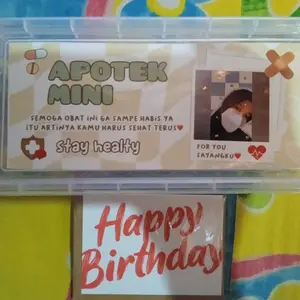 APOTEK
MINI
SEMOGA OBAT INI GA SAMPE HABIS YA
ITU ARTINYA KAMU HARUS SEHAT TERUS
stay healty
FOR YOU
SAYANGKU
Happy
Birthday